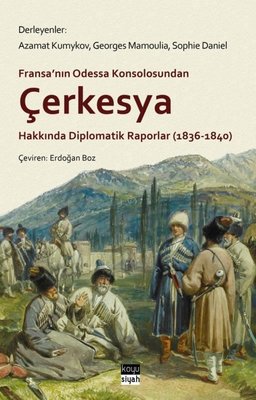 Derleyenler:
Azamat Kumykov, Georges Mamoulia, Sophie Daniel
Fransa'nın Odessa Konsolosundan
Çerkesya
Hakkında Diplomatik Raporlar (1836-1840)
Çeviren: Erdoğan Boz
koyu
siyah